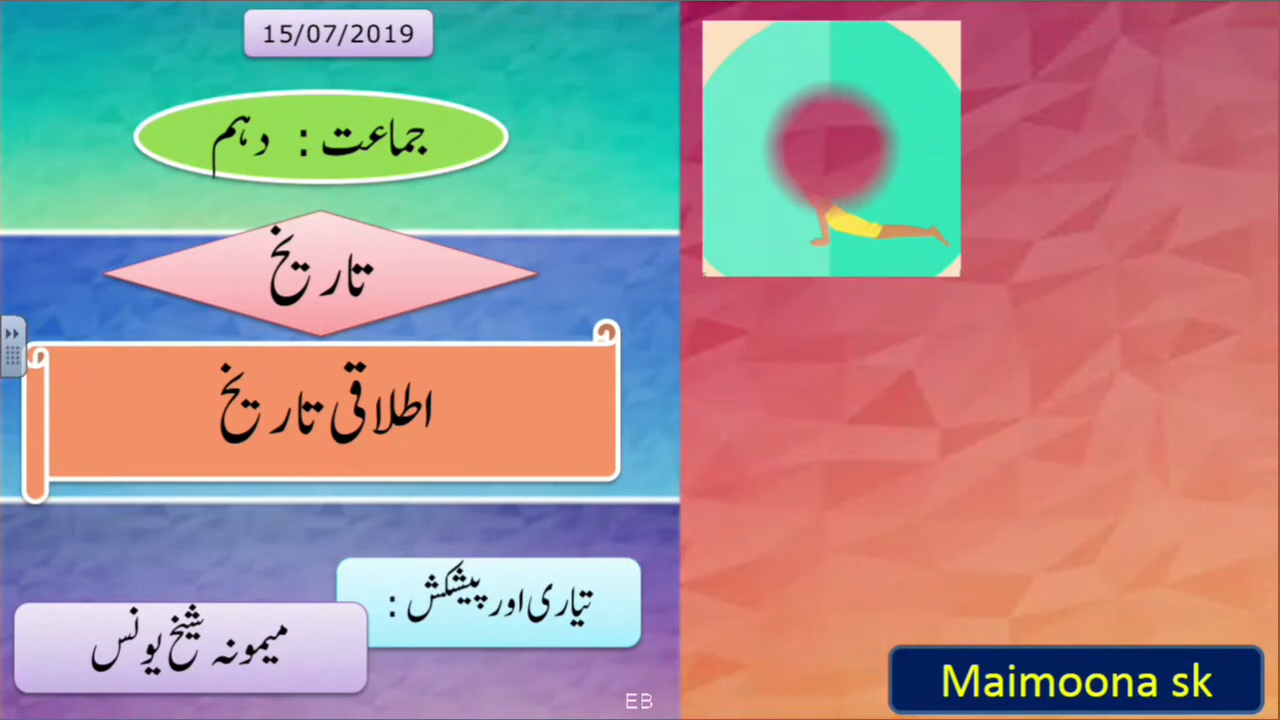 15/07/2019
جماعت : دہم
تاریخ
اطلاقی تاریخ
تیاری اور پیشکش :
میمونہ شیخ یونس
EB
Maimoona sk